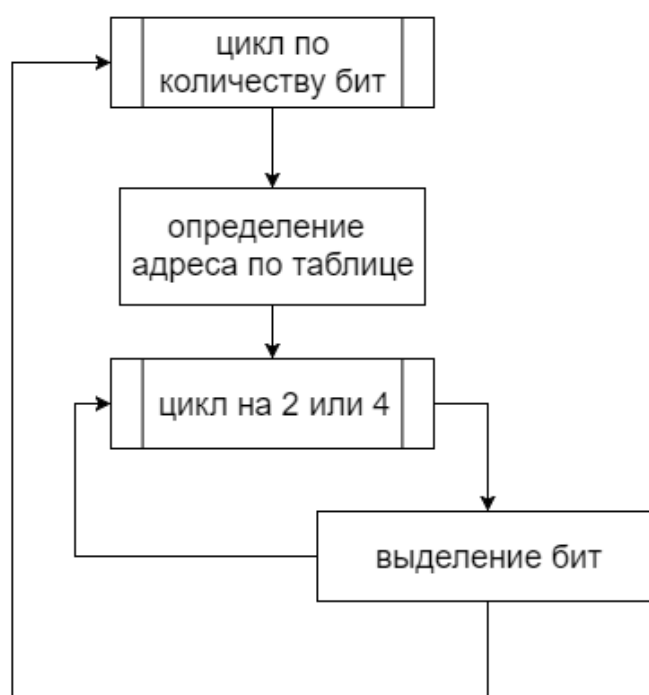 цикл по
количеству бит
определение
адреса по таблице
цикл на 2 или 4
выделение бит